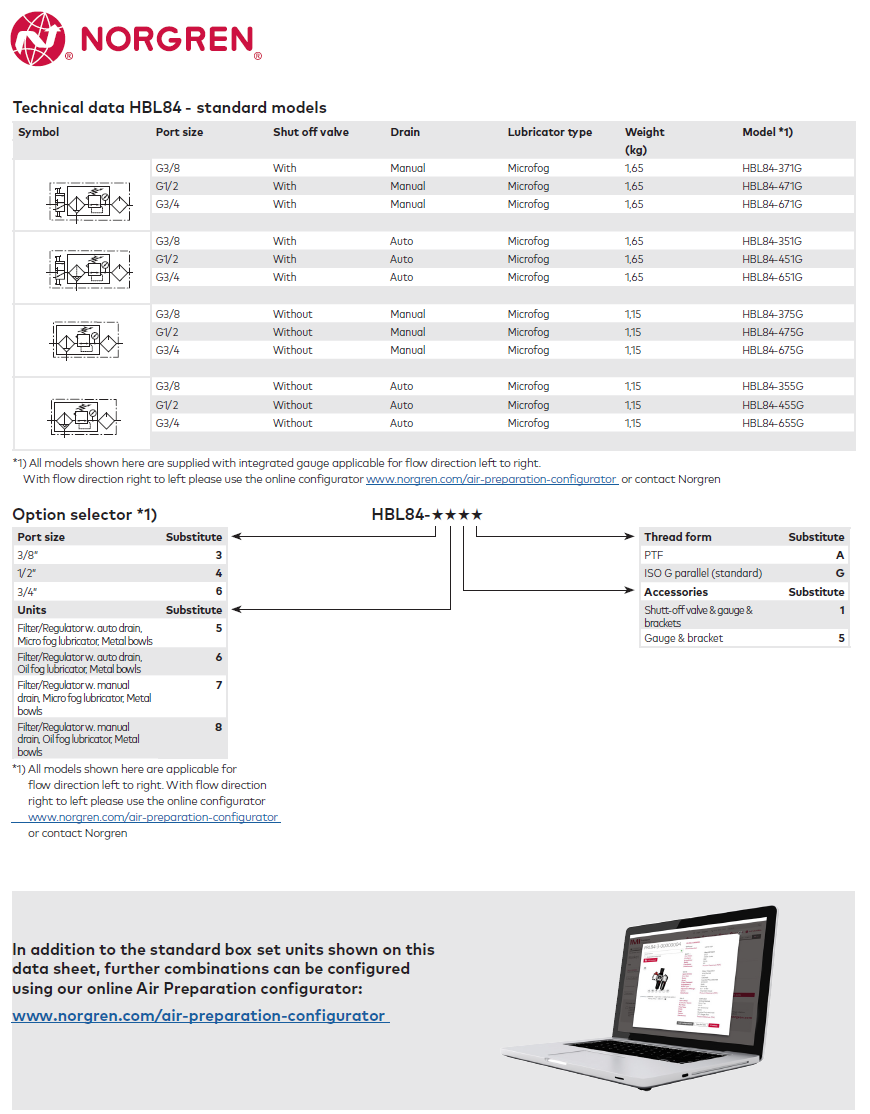 NORGREN
®
®
Technical data HBL84 - standard models
Symbol Port size Shut off valve Drain Lubricator type Weight (kg) Model *1)
G3/8 With Manual Microfog 1,65 HBL84-371G
G1/2 With Manual Microfog 1,65 HBL84-471G
G3/4 With Manual Microfog 1,65 HBL84-671G
G3/8 With Auto Microfog 1,65 HBL84-351G
G1/2 With Auto Microfog 1,65 HBL84-451G
G3/4 With Auto Microfog 1,65 HBL84-651G
G3/8 Without Manual Microfog 1,15 HBL84-375G
G1/2 Without Manual Microfog 1,15 HBL84-475G
G3/4 Without Manual Microfog 1,15 HBL84-675G
G3/8 Without Auto Microfog 1,15 HBL84-355G
G1/2 Without Auto Microfog 1,15 HBL84-455G
G3/4 Without Auto Microfog 1,15 HBL84-655G
*1) All models shown here are supplied with integrated gauge applicable for flow direction left to right.
With flow direction right to left please use the online configurator www.norgren.com/air-preparation-configurator or contact Norgren
Option selector *1)
HBL84-★★★★
Port size Substitute
3/8" 3
1/2" 4
3/4" 6
Units Substitute
Filter/Regulator w. auto drain, 5
Micro fog lubricator, Metal bowls
Filter/Regulator w. auto drain, 6
Oil fog lubricator, Metal bowls
Filter/Regulator w. manual 7
drain, Micro fog lubricator, Metal
bowls
Filter/Regulator w. manual 8
drain, Oil fog lubricator, Metal
bowls
Thread form Substitute
PTF A
ISO G parallel (standard) G
Accessories Substitute
Shutt-off valve & gauge & 1
brackets
Gauge & bracket 5
*1) All models shown here are applicable for
flow direction left to right. With flow direction
right to left please use the online configurator
www.norgren.com/air-preparation-configurator
or contact Norgren
In addition to the standard box set units shown on this
data sheet, further combinations can be configured
using our online Air Preparation configurator:
www.norgren.com/air-preparation-configurator